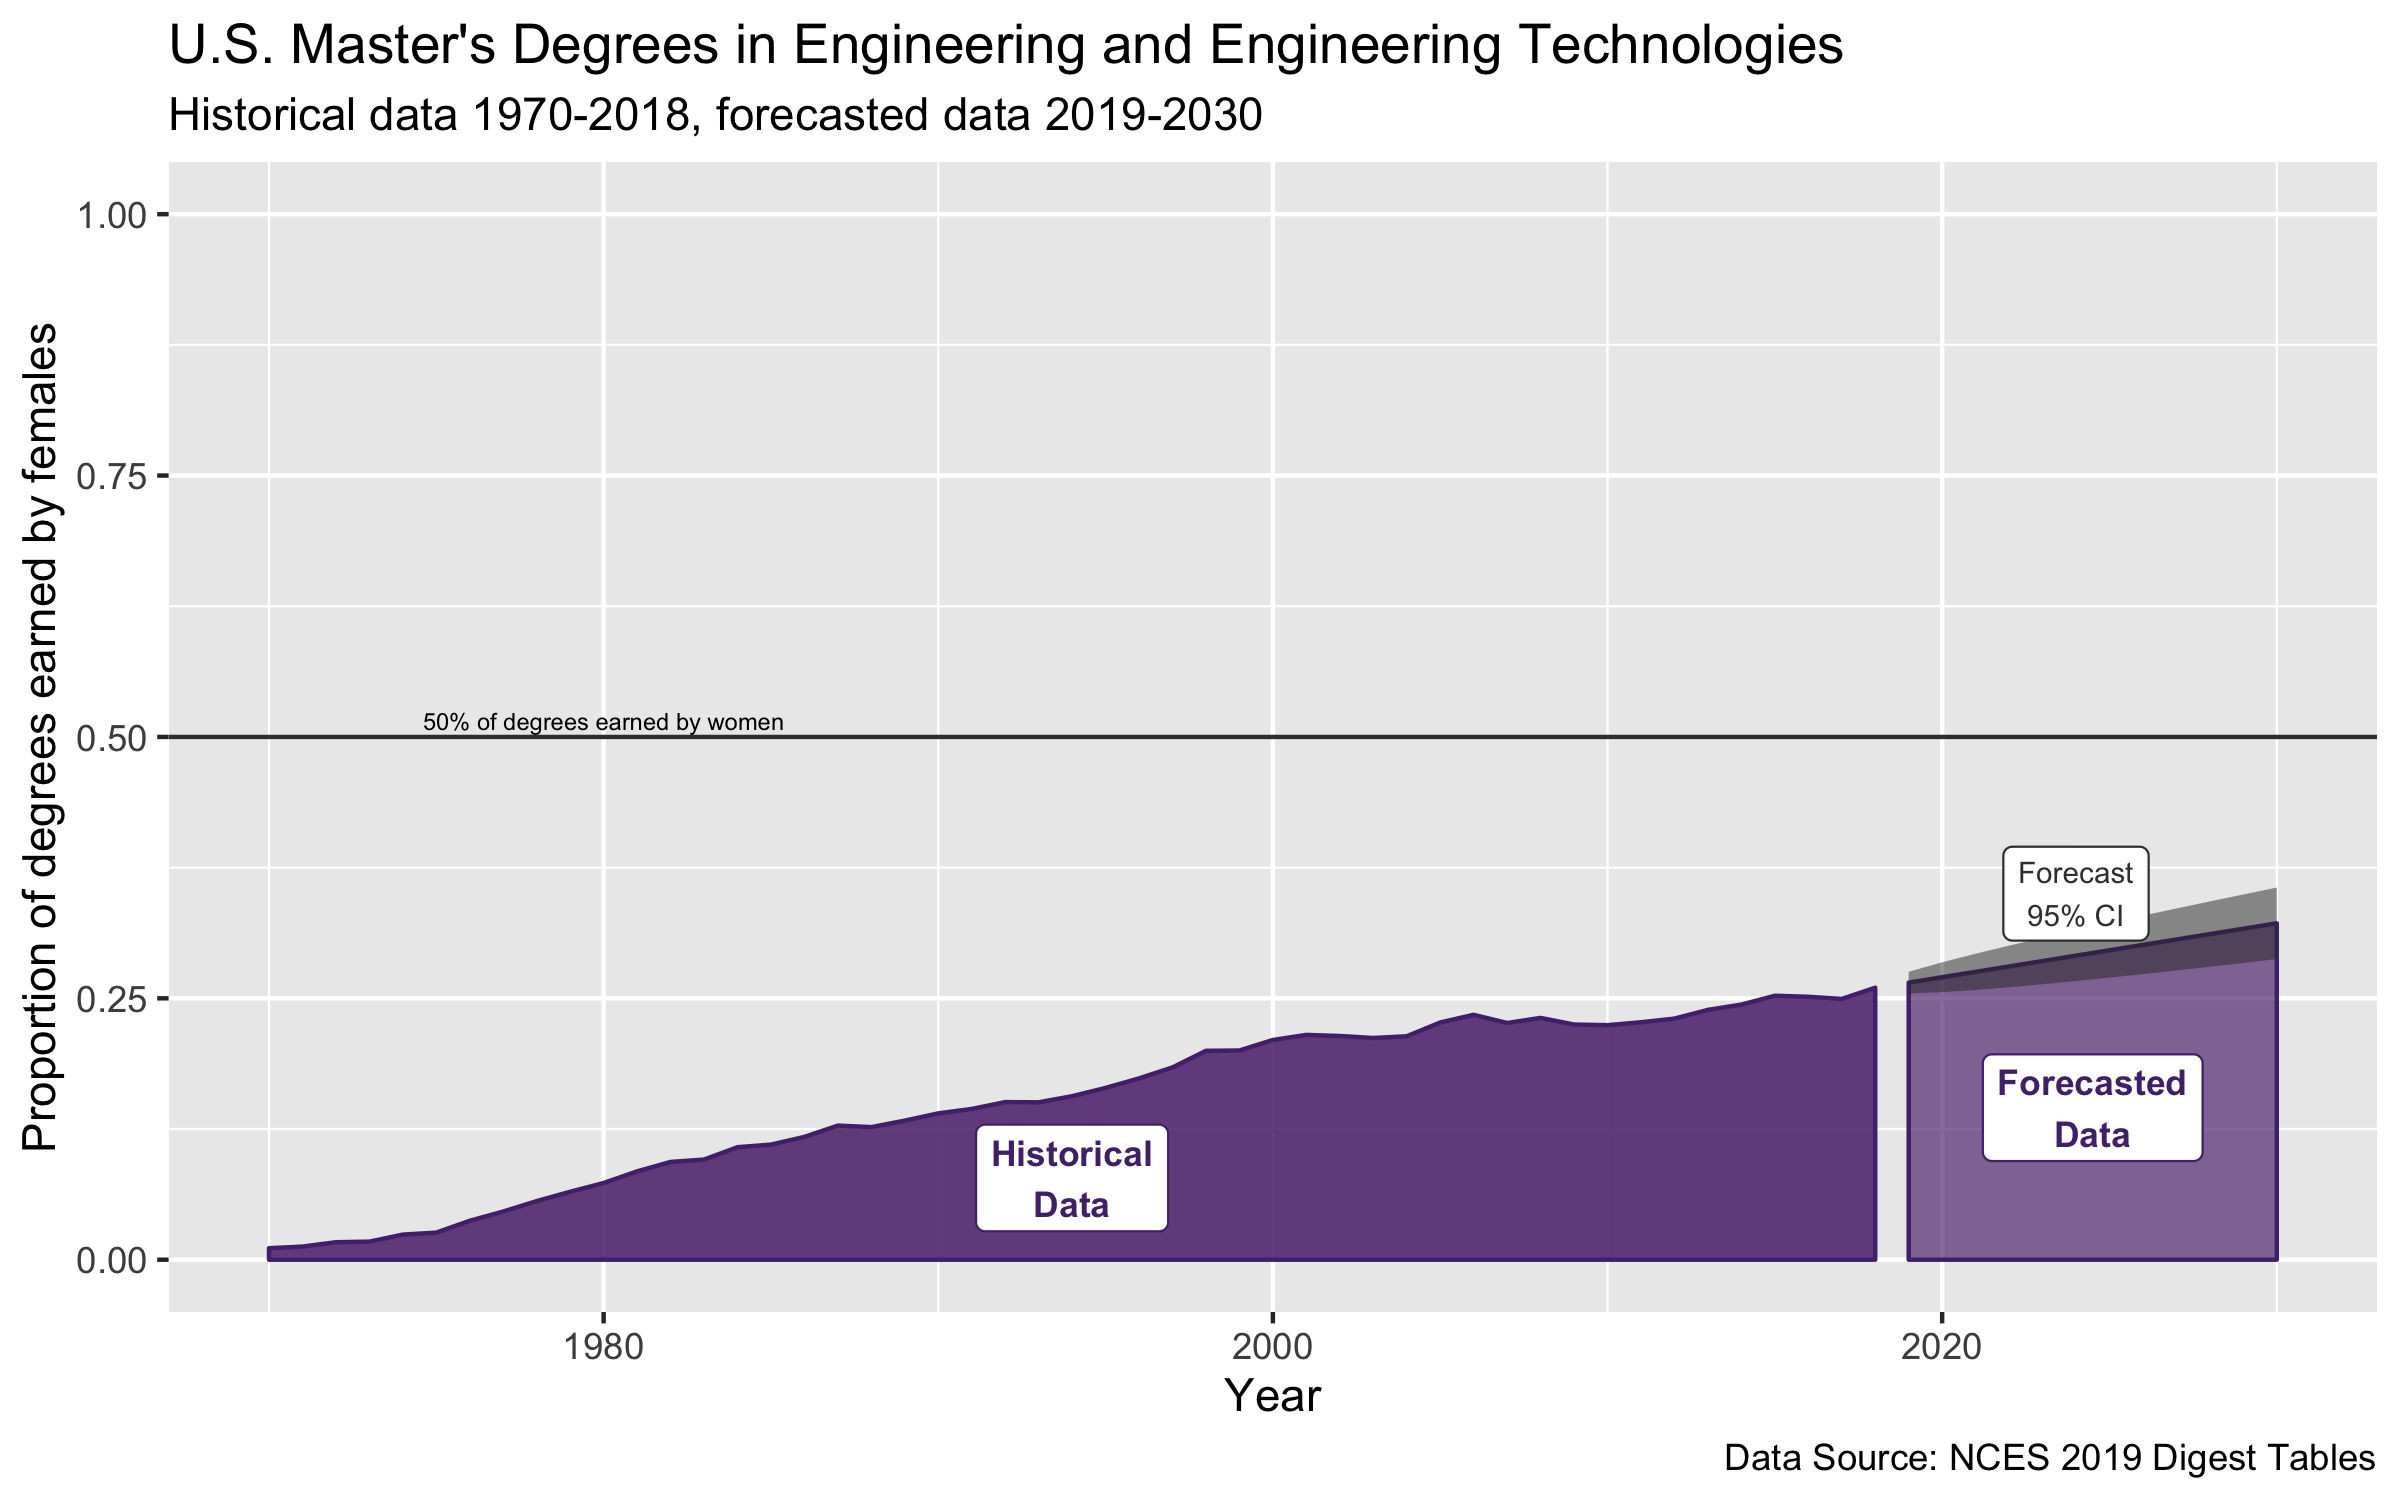 U.S. Master's Degrees in Engineering and Engineering Technologies
Historical data 1970-2018, forecasted data 2019-2030
Proportion of degrees earned by females
1.00
0.75
0.50
0.25
0.00
50% of degrees earned by women
Forecast
95% CI
Forecasted
Data
Historical
Data
1980
2000
2020
Year
Data Source: NCES 2019 Digest Tables